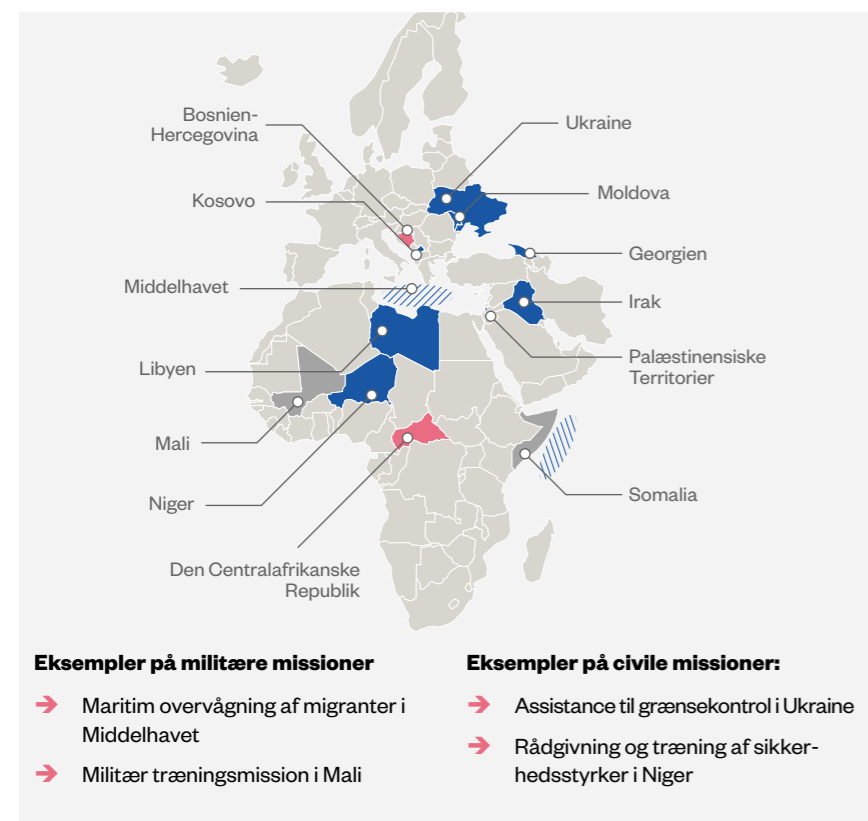 Bosnien-
Hercegovina
Ukraine
Kosovo
Moldova
Georgien
Middelhavet
Irak
Libyen
Palæstinensiske
Territorier
Mali
Niger
Somalia
Den Centralafrikanske
Republik
Eksempler på militære missioner
Maritim overvågning af migranter i
Middelhavet
Militær træningsmission i Mali
Eksempler på civile missioner:
Assistance til grænsekontrol i Ukraine
Rådgivning og træning af sikker-
hedsstyrker i Niger